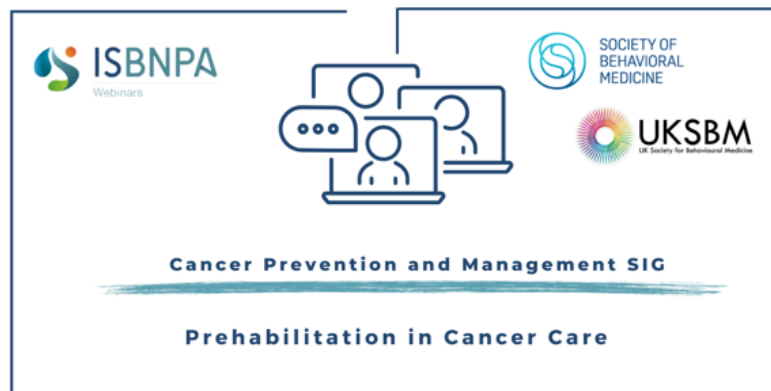 ISBNPA
Webinars
SOCIETY OF
BEHAVIORAL
MEDICINE
UKSBM
UK Society for Behavioural Medicine
Cancer Prevention and Management SIG
Prehabilitation in Cancer Care